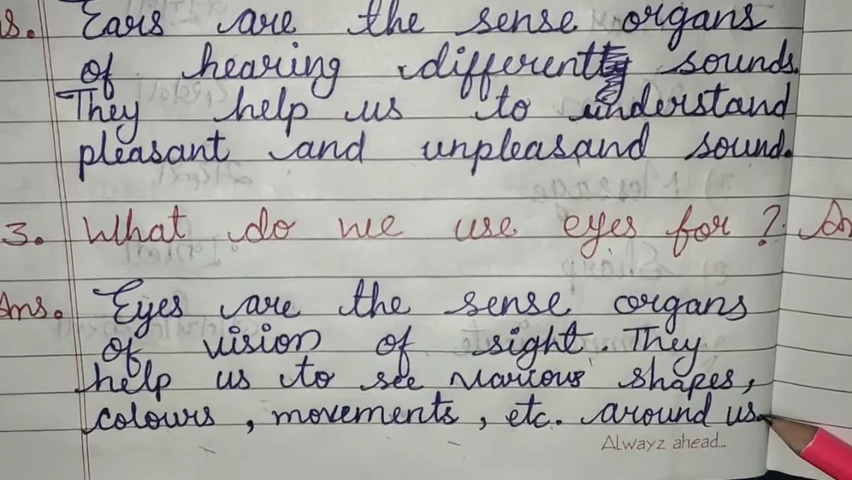 s. Ears are the sense organs
of hearing different sounds.
They help us to understand
pleasant and unpleasand sound.
3. What do we use eyes for? An
Ans. Eyes are the sense organs
of vision of sight. They
help us to see various shapes,
colours, movements, etc. around us.
Alwayz ahead...